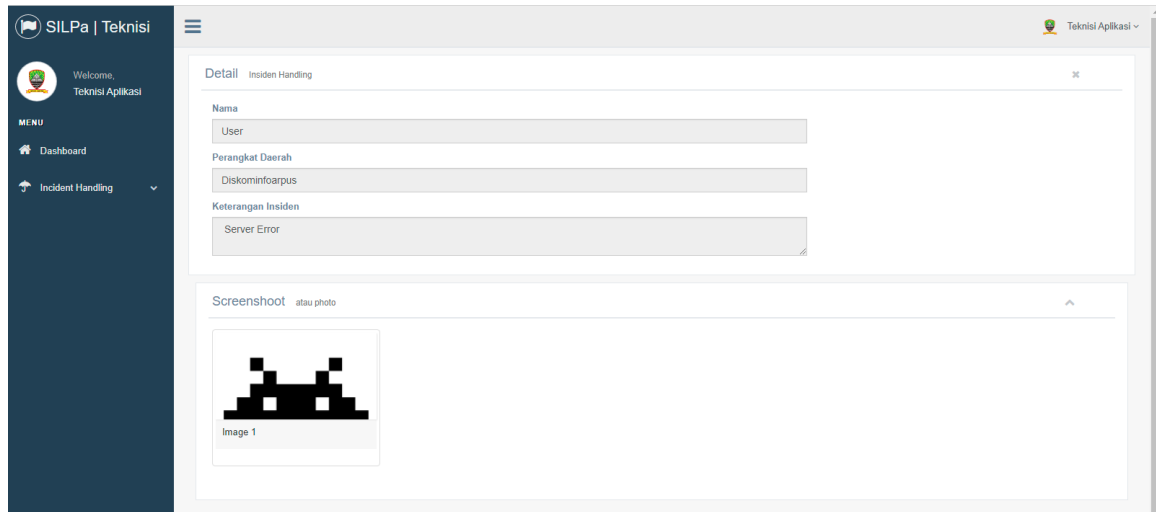 SILPa | Teknisi
Teknisi Aplikasi
Welcome,
Teknisi Aplikasi
MENU
Dashboard
Incident Handling
Detail Insiden Handling
Nama
User
Perangkat Daerah
Diskominfoarpus
Keterangan Insiden
Server Error
Screenshoot atau photo
Image 1